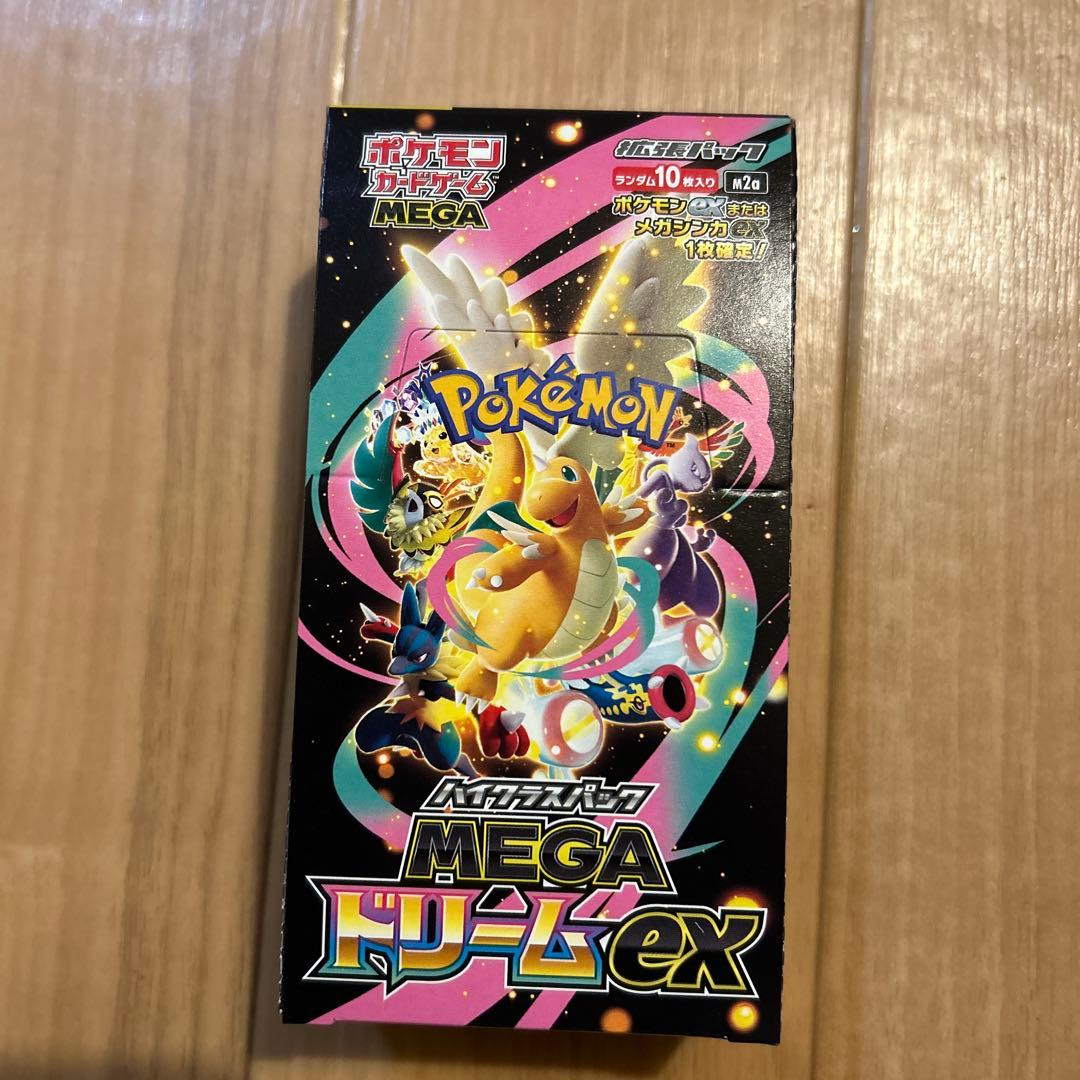 ポケモン
カードゲーム™
MEGA
拡張パック
ランダム10枚入り M2a
ポケモンexまたは
メガシンカex
1枚確定!
POKÉMON™
ハイクラスパック
MEGA
ドリームex